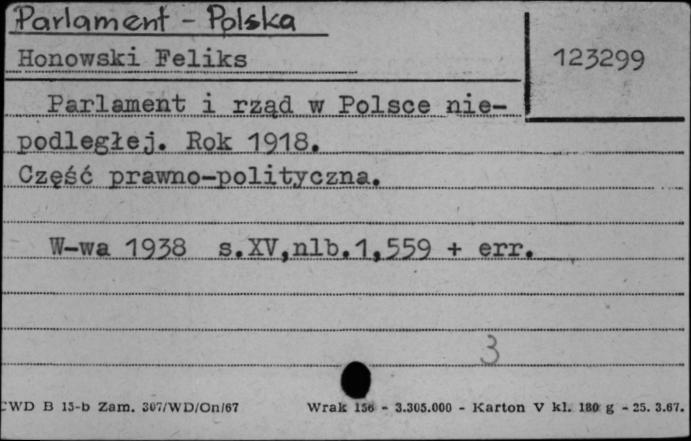 Parlament - Polska
Honowski Feliks
123299
Parlament i rząd w Polsce nie-
podległej. Rok 1918.
Część prawno-polityczna.
W-wa 1938 s.XV,nlb.1,559 + err.
3
WD B 15-b Zam. 307/WD/On/67 Wrak 156 - 3.305.000 - Karton V kl. 180 g - 25. 3.67.